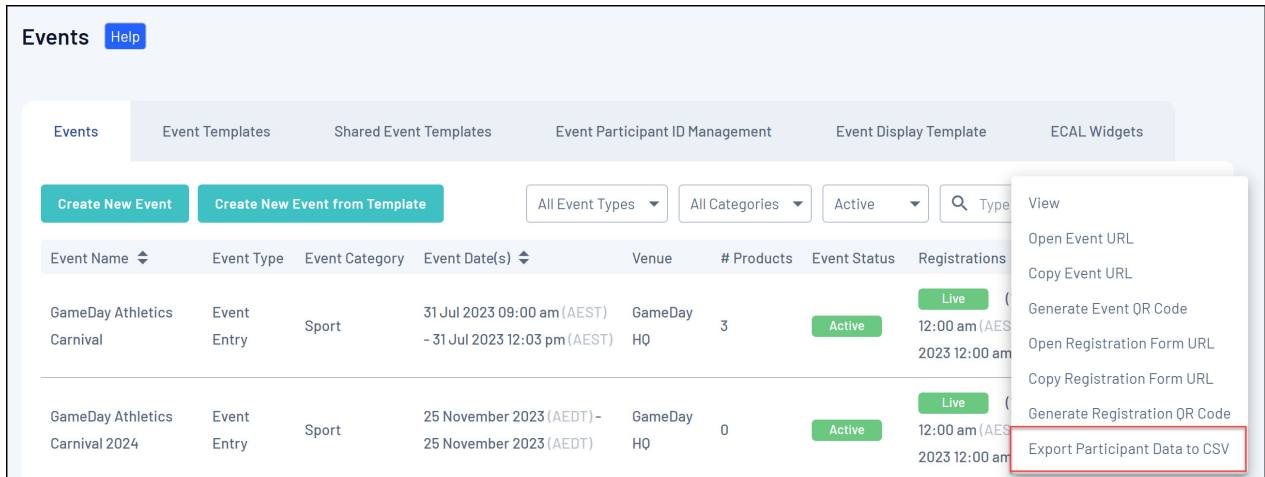 Events Help
Events Event Templates Shared Event Templates Event Participant ID Management Event Display Template ECAL Widgets
Create New Event Create New Event from Template All Event Types All Categories Active Type
Event Name Event Type Event Category Event Date(s) Venue # Products Event Status Registrations
GameDay Athletics Carnival Event Entry Sport 31 Jul 2023 09:00 am (AEST) - 31 Jul 2023 12:03 pm (AEST) GameDay HQ 3 Active Live ( 12:00 am (AES 2023 12:00 am
GameDay Athletics Carnival 2024 Event Entry Sport 25 November 2023 (AEDT) - 25 November 2023 (AEDT) GameDay HQ 0 Active Live ( 12:00 am (AES 2023 12:00 am
View
Open Event URL
Copy Event URL
Generate Event QR Code
Open Registration Form URL
Copy Registration Form URL
Generate Registration QR Code
Export Participant Data to CSV